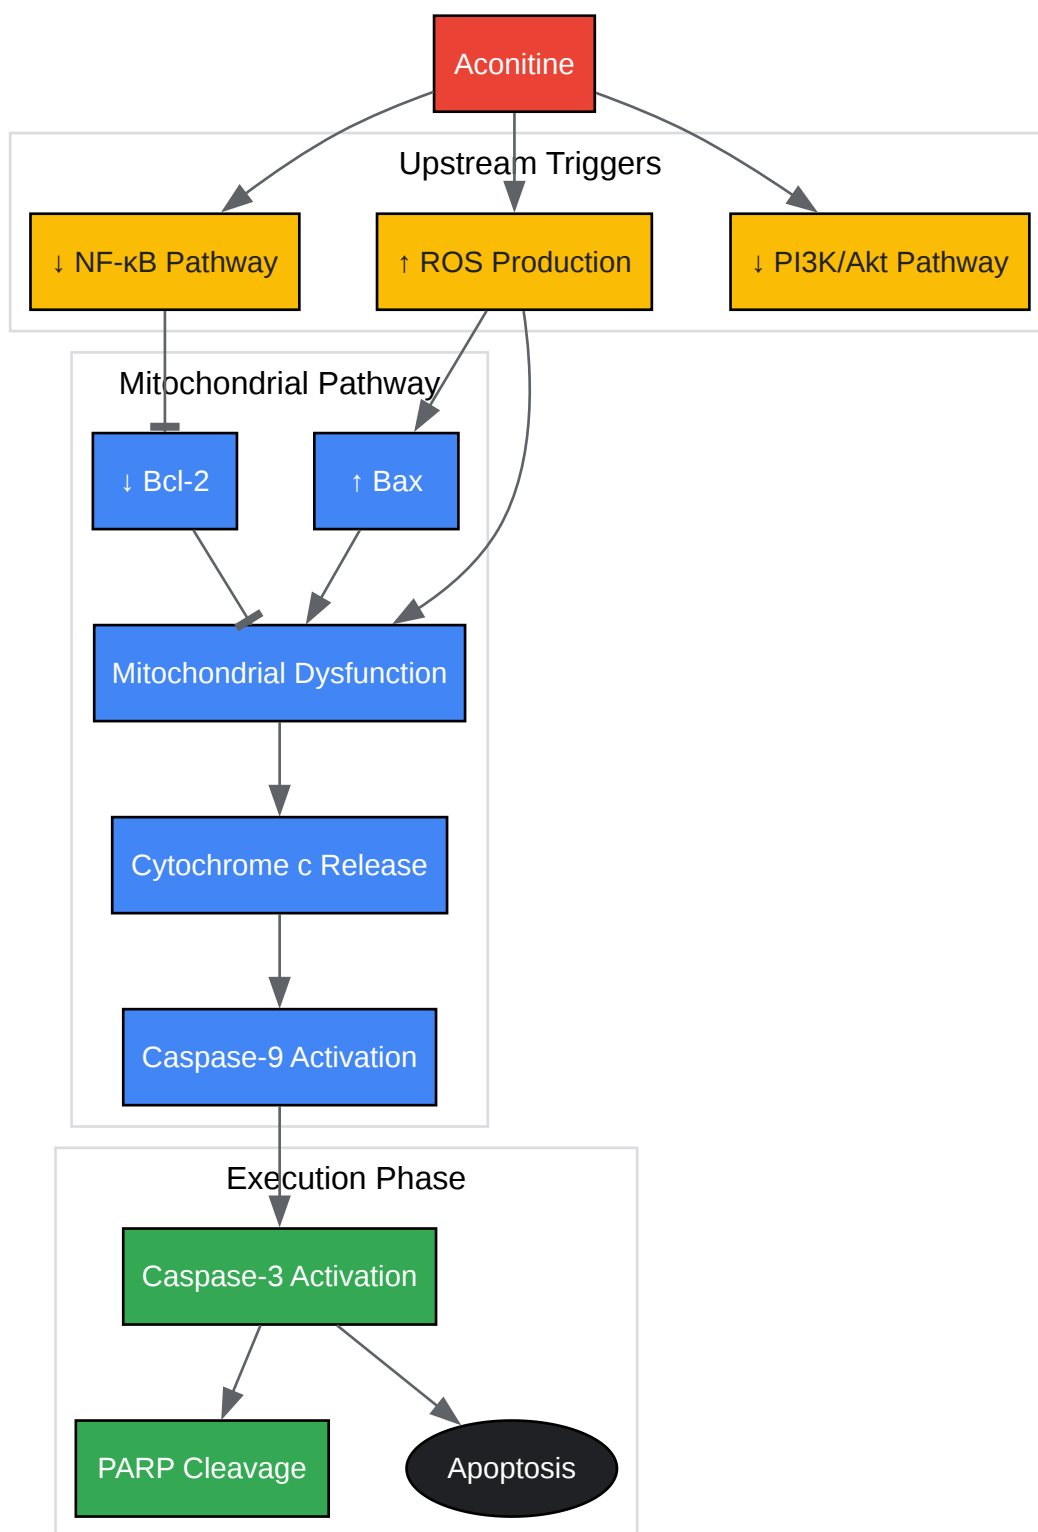 Aconitine
Upstream Triggers
↓ NF-κB Pathway
↑ ROS Production
↓ PI3K/Akt Pathway
Mitochondrial Pathway
↓ Bcl-2
↑ Bax
Mitochondrial Dysfunction
Cytochrome c Release
Caspase-9 Activation
Execution Phase
Caspase-3 Activation
PARP Cleavage
Apoptosis